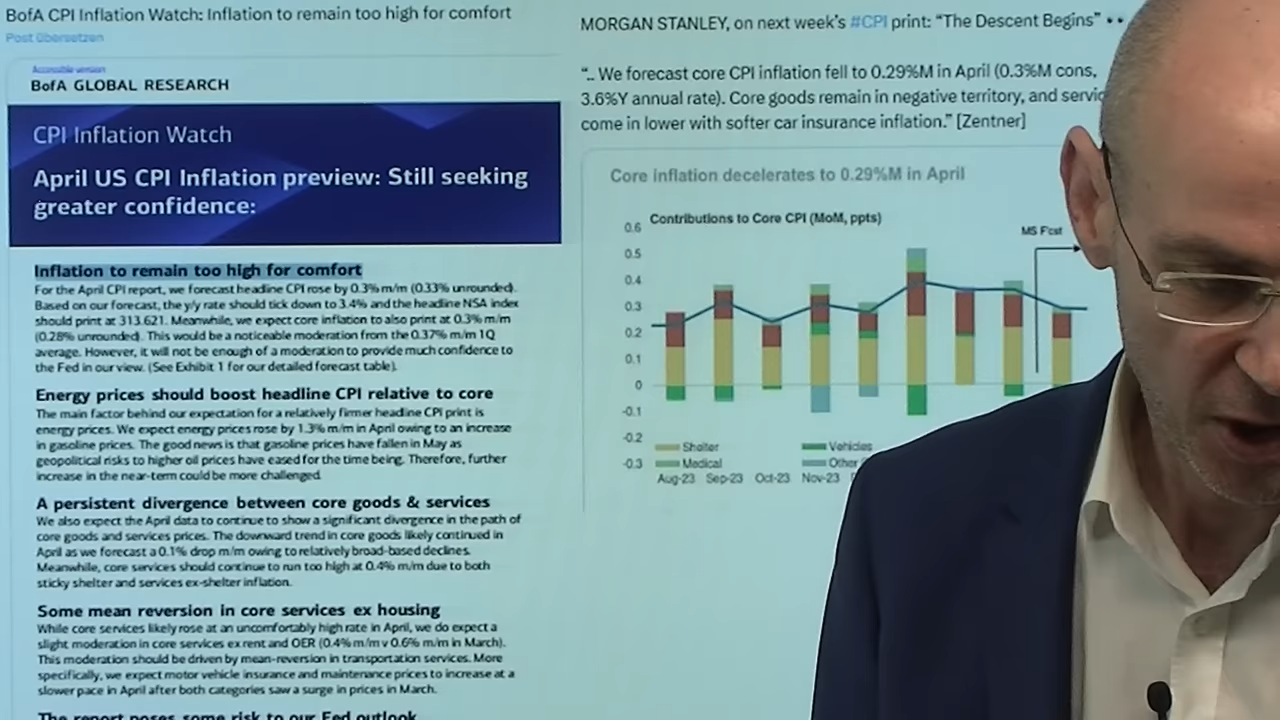 BofA CPI Inflation Watch: Inflation to remain too high for comfort
Post übersetzen
Accessible version
BofA GLOBAL RESEARCH
CPI Inflation Watch
April US CPI Inflation preview: Still seeking
greater confidence:
Inflation to remain too high for comfort
For the April CPI report, we forecast headline CPI rose by 0.3% m/m (0.33% unrounded).
Based on our forecast, the y/y rate should tick down to 3.4% and the headline NSA index
should print at 313.621. Meanwhile, we expect core inflation to also print at 0.3% m/m
(0.28% unrounded). This would be a noticeable moderation from the 0.37% m/m 1Q
average. However, it will not be enough of a moderation to provide much confidence to
the Fed in our view. (See Exhibit 1 for our detailed forecast table).
Energy prices should boost headline CPI relative to core
The main factor behind our expectation for a relatively firmer headline CPI print is
energy prices. We expect energy prices rose by 1.3% m/m in April owing to an increase
in gasoline prices. The good news is that gasoline prices have fallen in May as
geopolitical risks to higher oil prices have eased for the time being. Therefore, further
increase in the near-term could be more challenged.
A persistent divergence between core goods & services
We also expect the April data to continue to show a significant divergence in the path of
core goods and services prices. The downward trend in core goods likely continued in
April as we forecast a 0.1% drop m/m owing to relatively broad-based declines.
Meanwhile, core services should continue to run too high at 0.4% m/m due to both
sticky shelter and services ex-shelter inflation.
Some mean reversion in core services ex housing
While core services likely rose at an uncomfortably high rate in April, we do expect a
slight moderation in core services ex rent and OER (0.4% m/m v 0.6% m/m in March).
This moderation should be driven by mean-reversion in transportation services. More
specifically, we expect motor vehicle insurance and maintenance prices to increase at a
slower pace in April after both categories saw a surge in prices in March.
The report poses some risk to our Fed outlook
MORGAN STANLEY, on next week's #CPI print: "The Descent Begins"
".. We forecast core CPI inflation fell to 0.29%M in April (0.3%M cons,
3.6%Y annual rate). Core goods remain in negative territory, and servic
come in lower with softer car insurance inflation." [Zentner]
Core inflation decelerates to 0.29%M in April
Contributions to Core CPI (MoM, ppts)
MS F'cst
0.6
0.5
0.4
0.3
0.2
0.1
0
-0.1
-0.2
-0.3
Shelter
Vehicles
Medical
Other
Aug-23 Sep-23 Oct-23 Nov-23